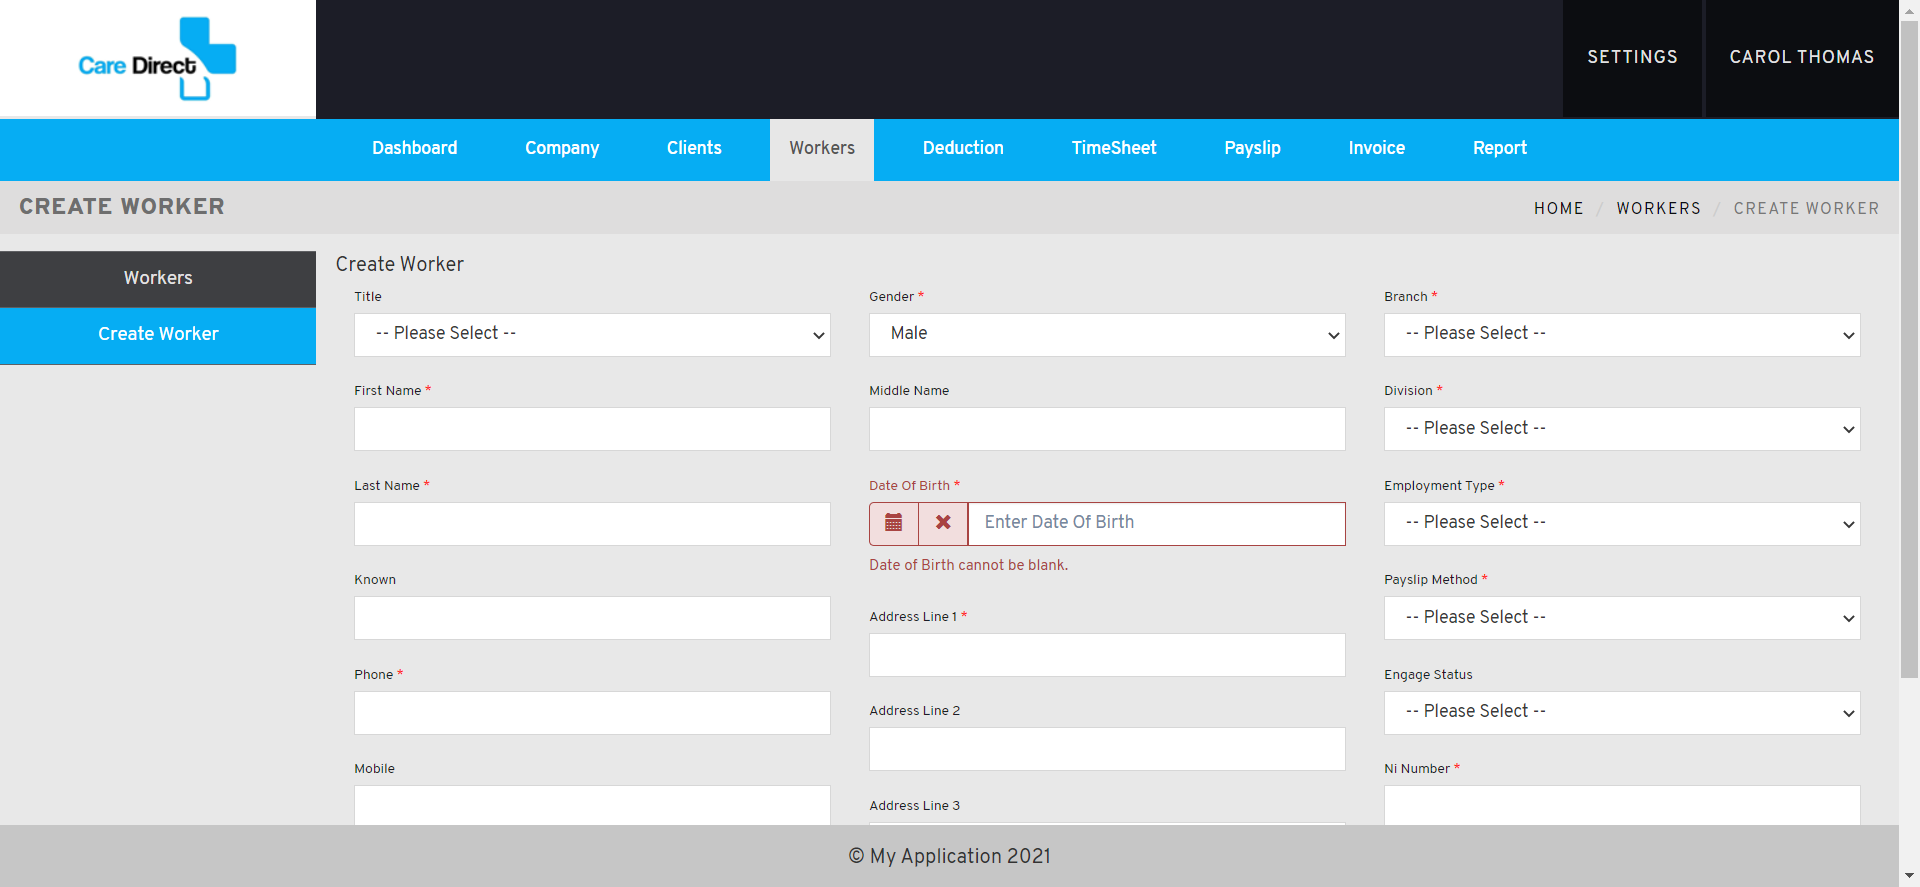 Care Direct
SETTINGS
CAROL THOMAS
Dashboard
Company
Clients
Workers
Deduction
TimeSheet
Payslip
Invoice
Report
CREATE WORKER
HOME / WORKERS / CREATE WORKER
Workers
Create Worker
Create Worker
Title
-- Please Select --
First Name *
Last Name *
Known
Phone *
Mobile
Gender *
Male
Middle Name
Date Of Birth *
Enter Date Of Birth
Date of Birth cannot be blank.
Address Line 1 *
Address Line 2
Address Line 3
Branch *
-- Please Select --
Division *
-- Please Select --
Employment Type *
-- Please Select --
Payslip Method *
-- Please Select --
Engage Status
-- Please Select --
Ni Number *
© My Application 2021